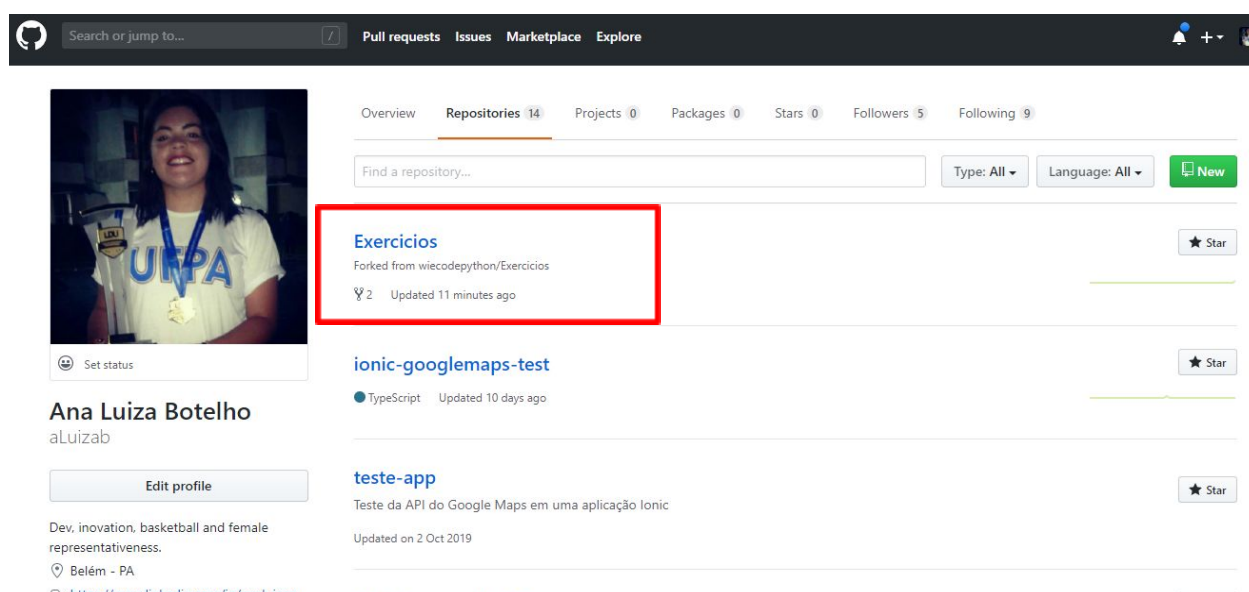 Search or jump to... / Pull requests Issues Marketplace Explore
Overview Repositories 14 Projects 0 Packages 0 Stars 0 Followers 5 Following 9
Find a repository... Type: All Language: All New
Exercicios
Star
Forked from wiecodepython/Exercicios
2 Updated 11 minutes ago
LDU
UFPA
Set status
ionic-googlemaps-test
Star
TypeScript Updated 10 days ago
Ana Luiza Botelho
aLuizab
Edit profile
teste-app
Star
Teste da API do Google Maps em uma aplicação Ionic
Updated on 2 Oct 2019
Dev, inovation, basketball and female
representativeness.
Belém - PA